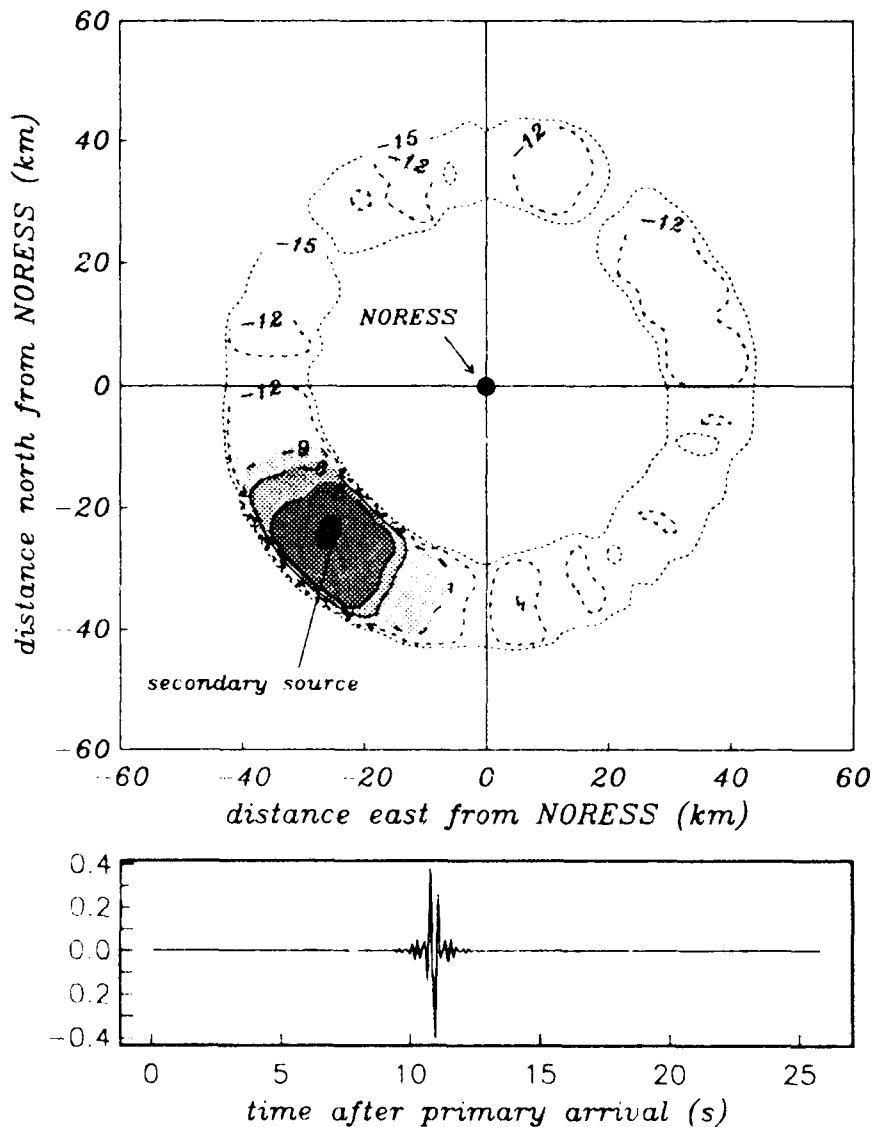 60
40
20
0
-20
-40
-60
distance north from NORESS (km)
-15
-12
-12
-15
-12
-12
NORESS
-12
-9
secondary source
-60 -40 -20 0 20 40 60
distance east from NORESS (km)
0.4
0.2
0.0
0.2
-0.4
0 5 10 15 20 25
time after primary arrival (s)